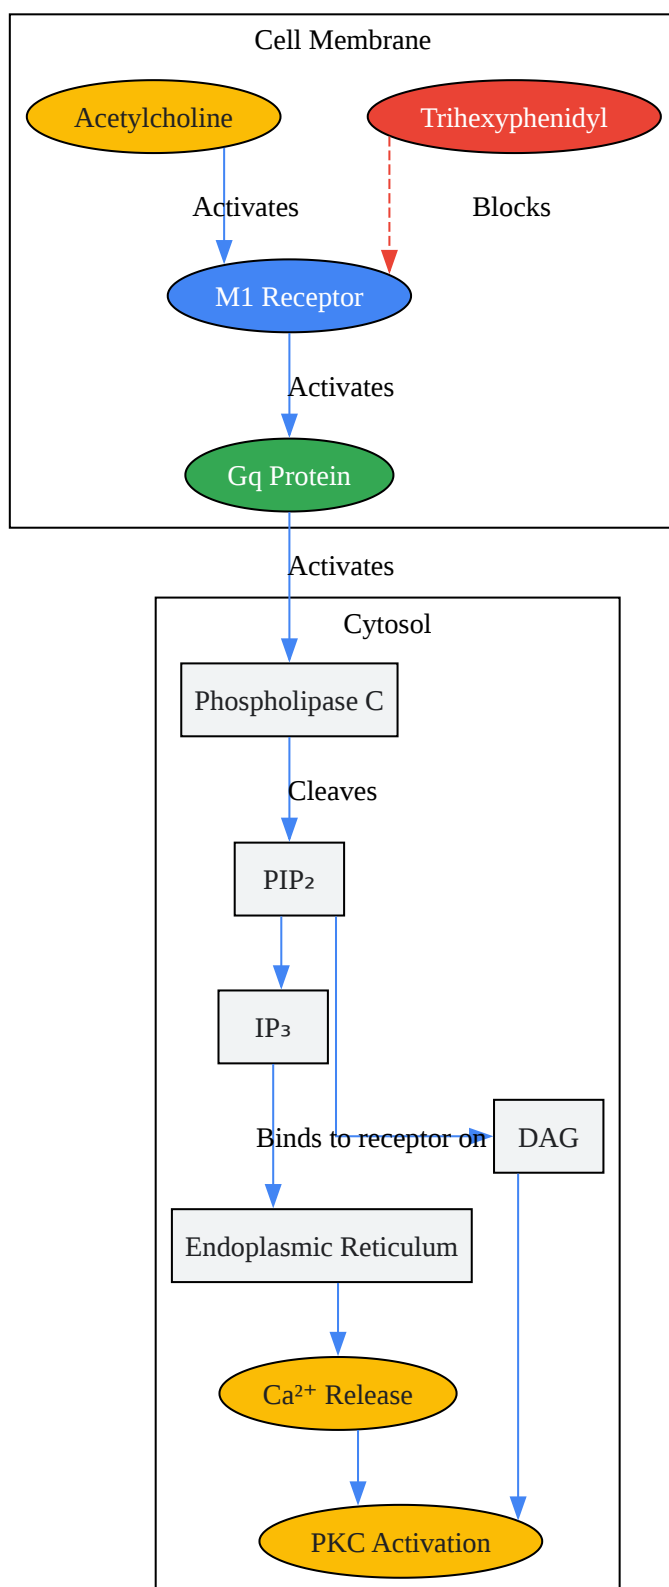 Cell Membrane
Acetylcholine
Trihexyphenidyl
Activates
Blocks
M1 Receptor
Activates
Gq Protein
Activates
Cytosol
Phospholipase C
Cleaves
PIP₂
IP₃
Binds to receptor on
DAG
Endoplasmic Reticulum
Ca²⁺ Release
PKC Activation